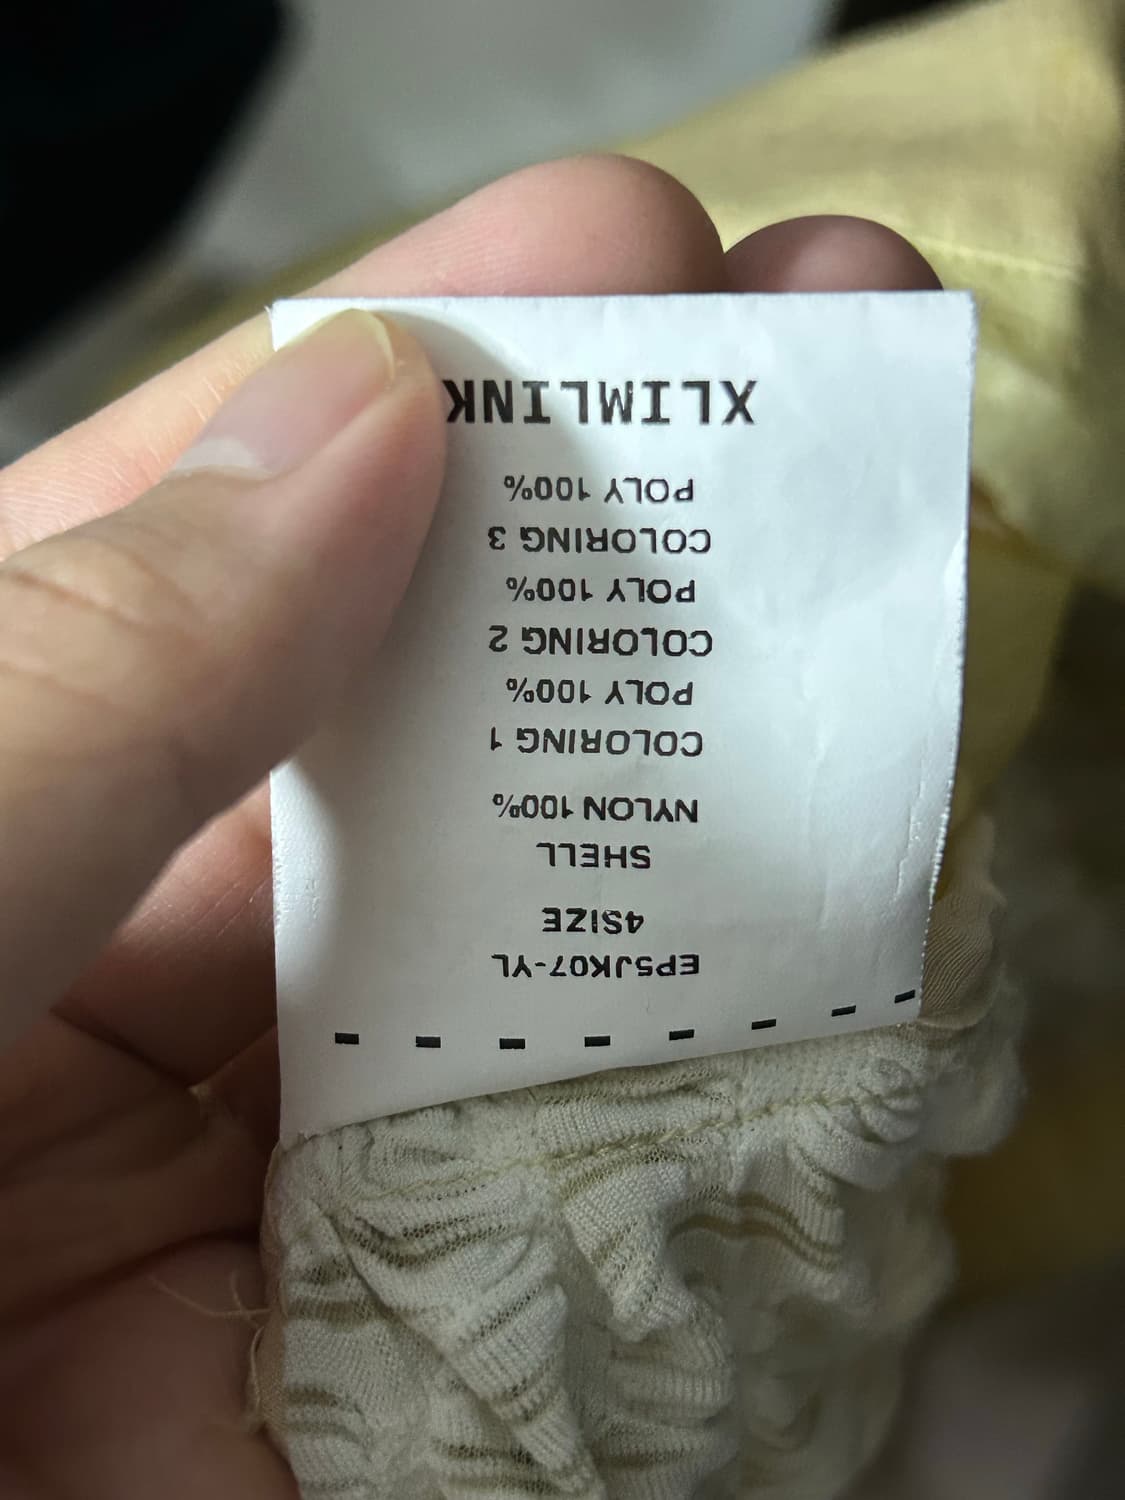 EP5JK07-YL
4SIZE
SHELL
NYLON 100%
COLORING 1
POLY 100%
COLORING 2
POLY 100%
COLORING 3
POLY 100%
XLIMLINK